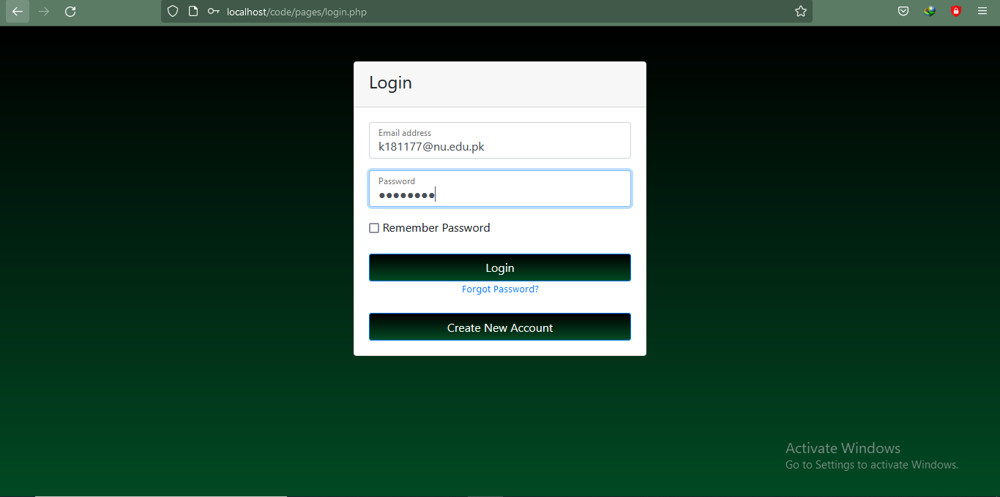 localhost/code/pages/login.php
Login
Email address
k181177@nu.edu.pk
Password
●●●●●●●●
Remember Password
Login
Forgot Password?
Create New Account
Activate Windows
Go to Settings to activate Windows.